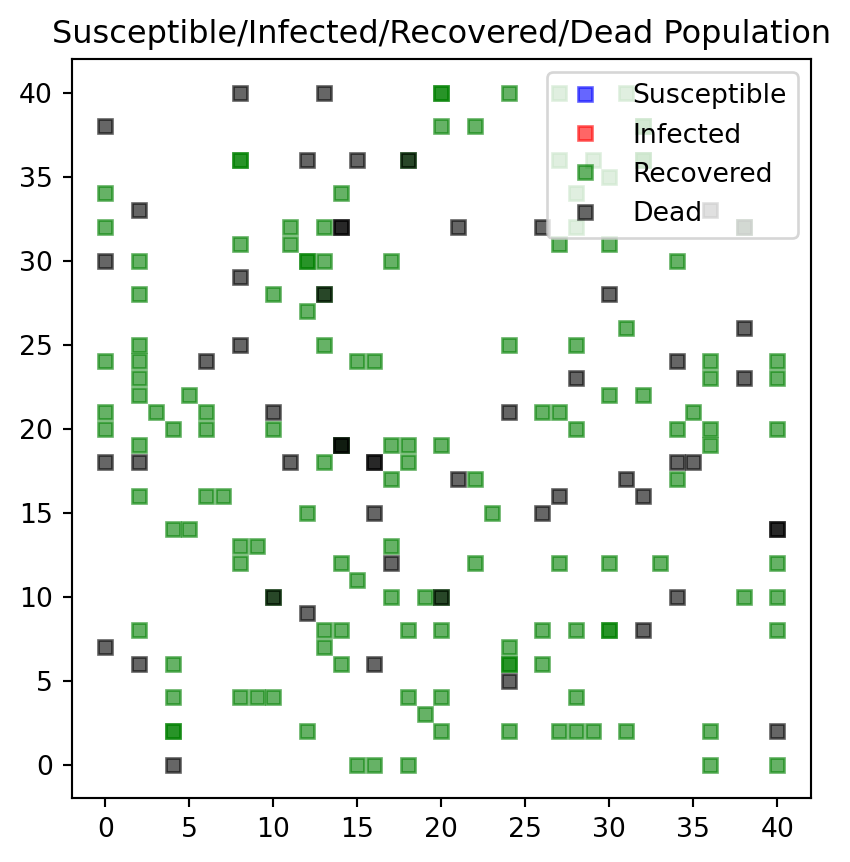 Susceptible/Infected/Recovered/Dead Population
Susceptible
Infected
Recovered
Dead
40
35
30
25
20
15
10
5
0
0 5 10 15 20 25 30 35 40